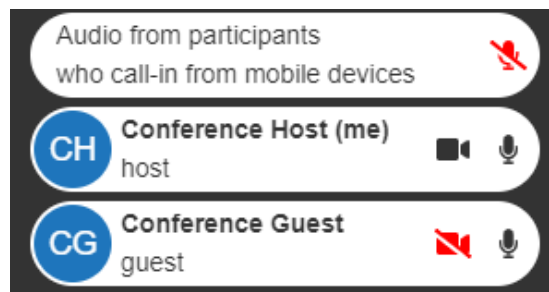 Audio from participants
who call-in from mobile devices
CH
Conference Host (me)
host
CG
Conference Guest
guest